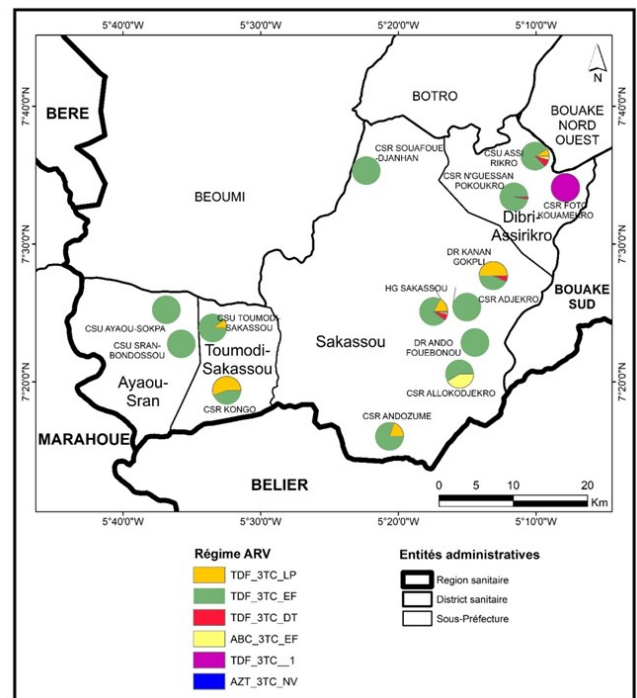 5°40'0"O 5°30'0"O 5°20'0"O 5°10'0"O
7°40'0"N
7°30'0"N
7°20'0"N
N
BERE
BOTRO
BOUAKE
NORD
OUEST
CSR SOUAFOUE
-DJANHAN
CSU ASSI
RIKRO
CSR N'GUESSAN
POKOUKRO
CSR FOTO
KOUAMEKRO
BEOUMI
Dibri-
Assirikro
DR KANAN
GOKPLI
HG SAKASSOU
CSR ADJEKRO
BOUAKE
SUD
CSU AYAOU-SOKPA
CSU TOUMODI-
SAKASSOU
CSU SRAN-
BONDOSSOU
Toumodi-
Sakassou
Sakassou
DR ANDO
FOUEBONOU
Ayaou-
Sran
CSR KONGO
CSR ALLOKODJEKRO
CSR ANDOZUME
MARAHOUE
BELIER
0 5 10 20
Km
7°40'0"N
7°30'0"N
7°20'0"N
5°40'0"O 5°30'0"O 5°20'0"O 5°10'0"O
Régime ARV
TDF_3TC_LP
TDF_3TC_EF
TDF_3TC_DT
ABC_3TC_EF
TDF_3TC__1
AZT_3TC_NV
Entités administratives
Region sanitaire
District sanitaire
Sous-Préfecture